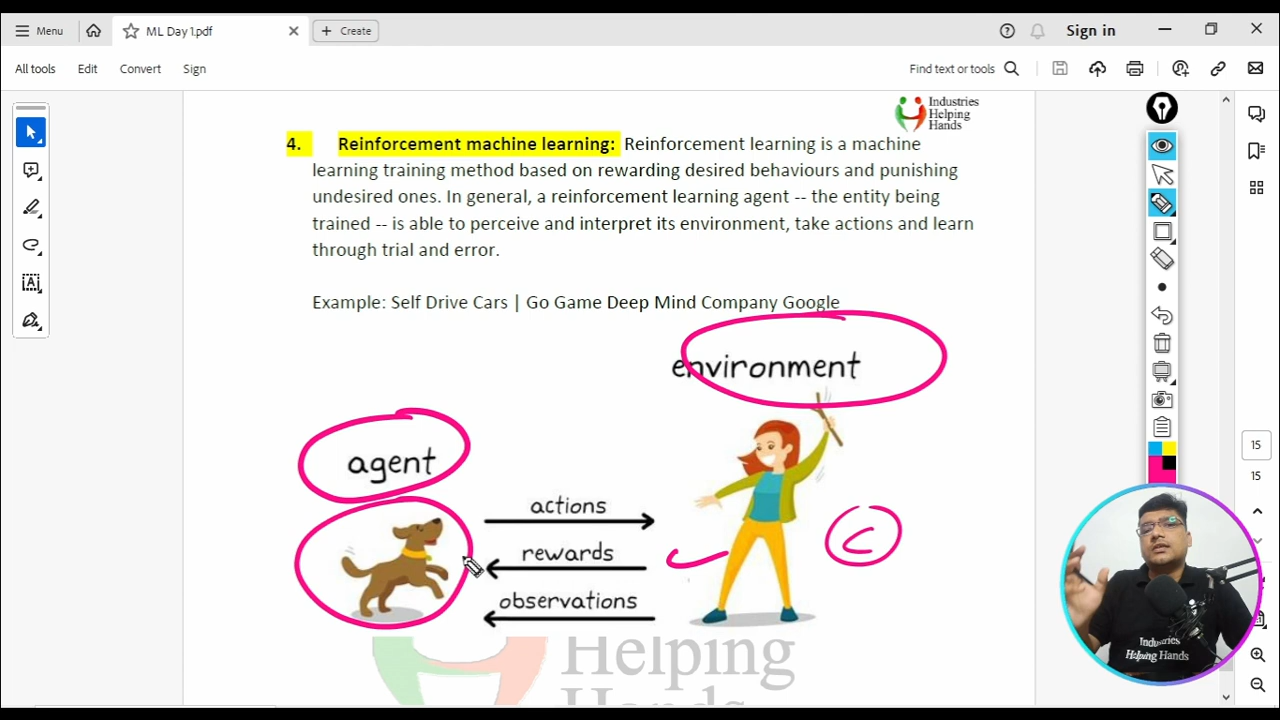 Menu
ML Day 1.pdf
Create
Sign in
All tools
Edit
Convert
Sign
Find text or tools
Industries
Helping
Hands
4. Reinforcement machine learning: Reinforcement learning is a machine
learning training method based on rewarding desired behaviours and punishing
undesired ones. In general, a reinforcement learning agent -- the entity being
trained -- is able to perceive and interpret its environment, take actions and learn
through trial and error.
Example: Self Drive Cars | Go Game Deep Mind Company Google
environment
agent
actions
rewards
observations
C
15
15
Industries
Helping Hands
Helping
Hands